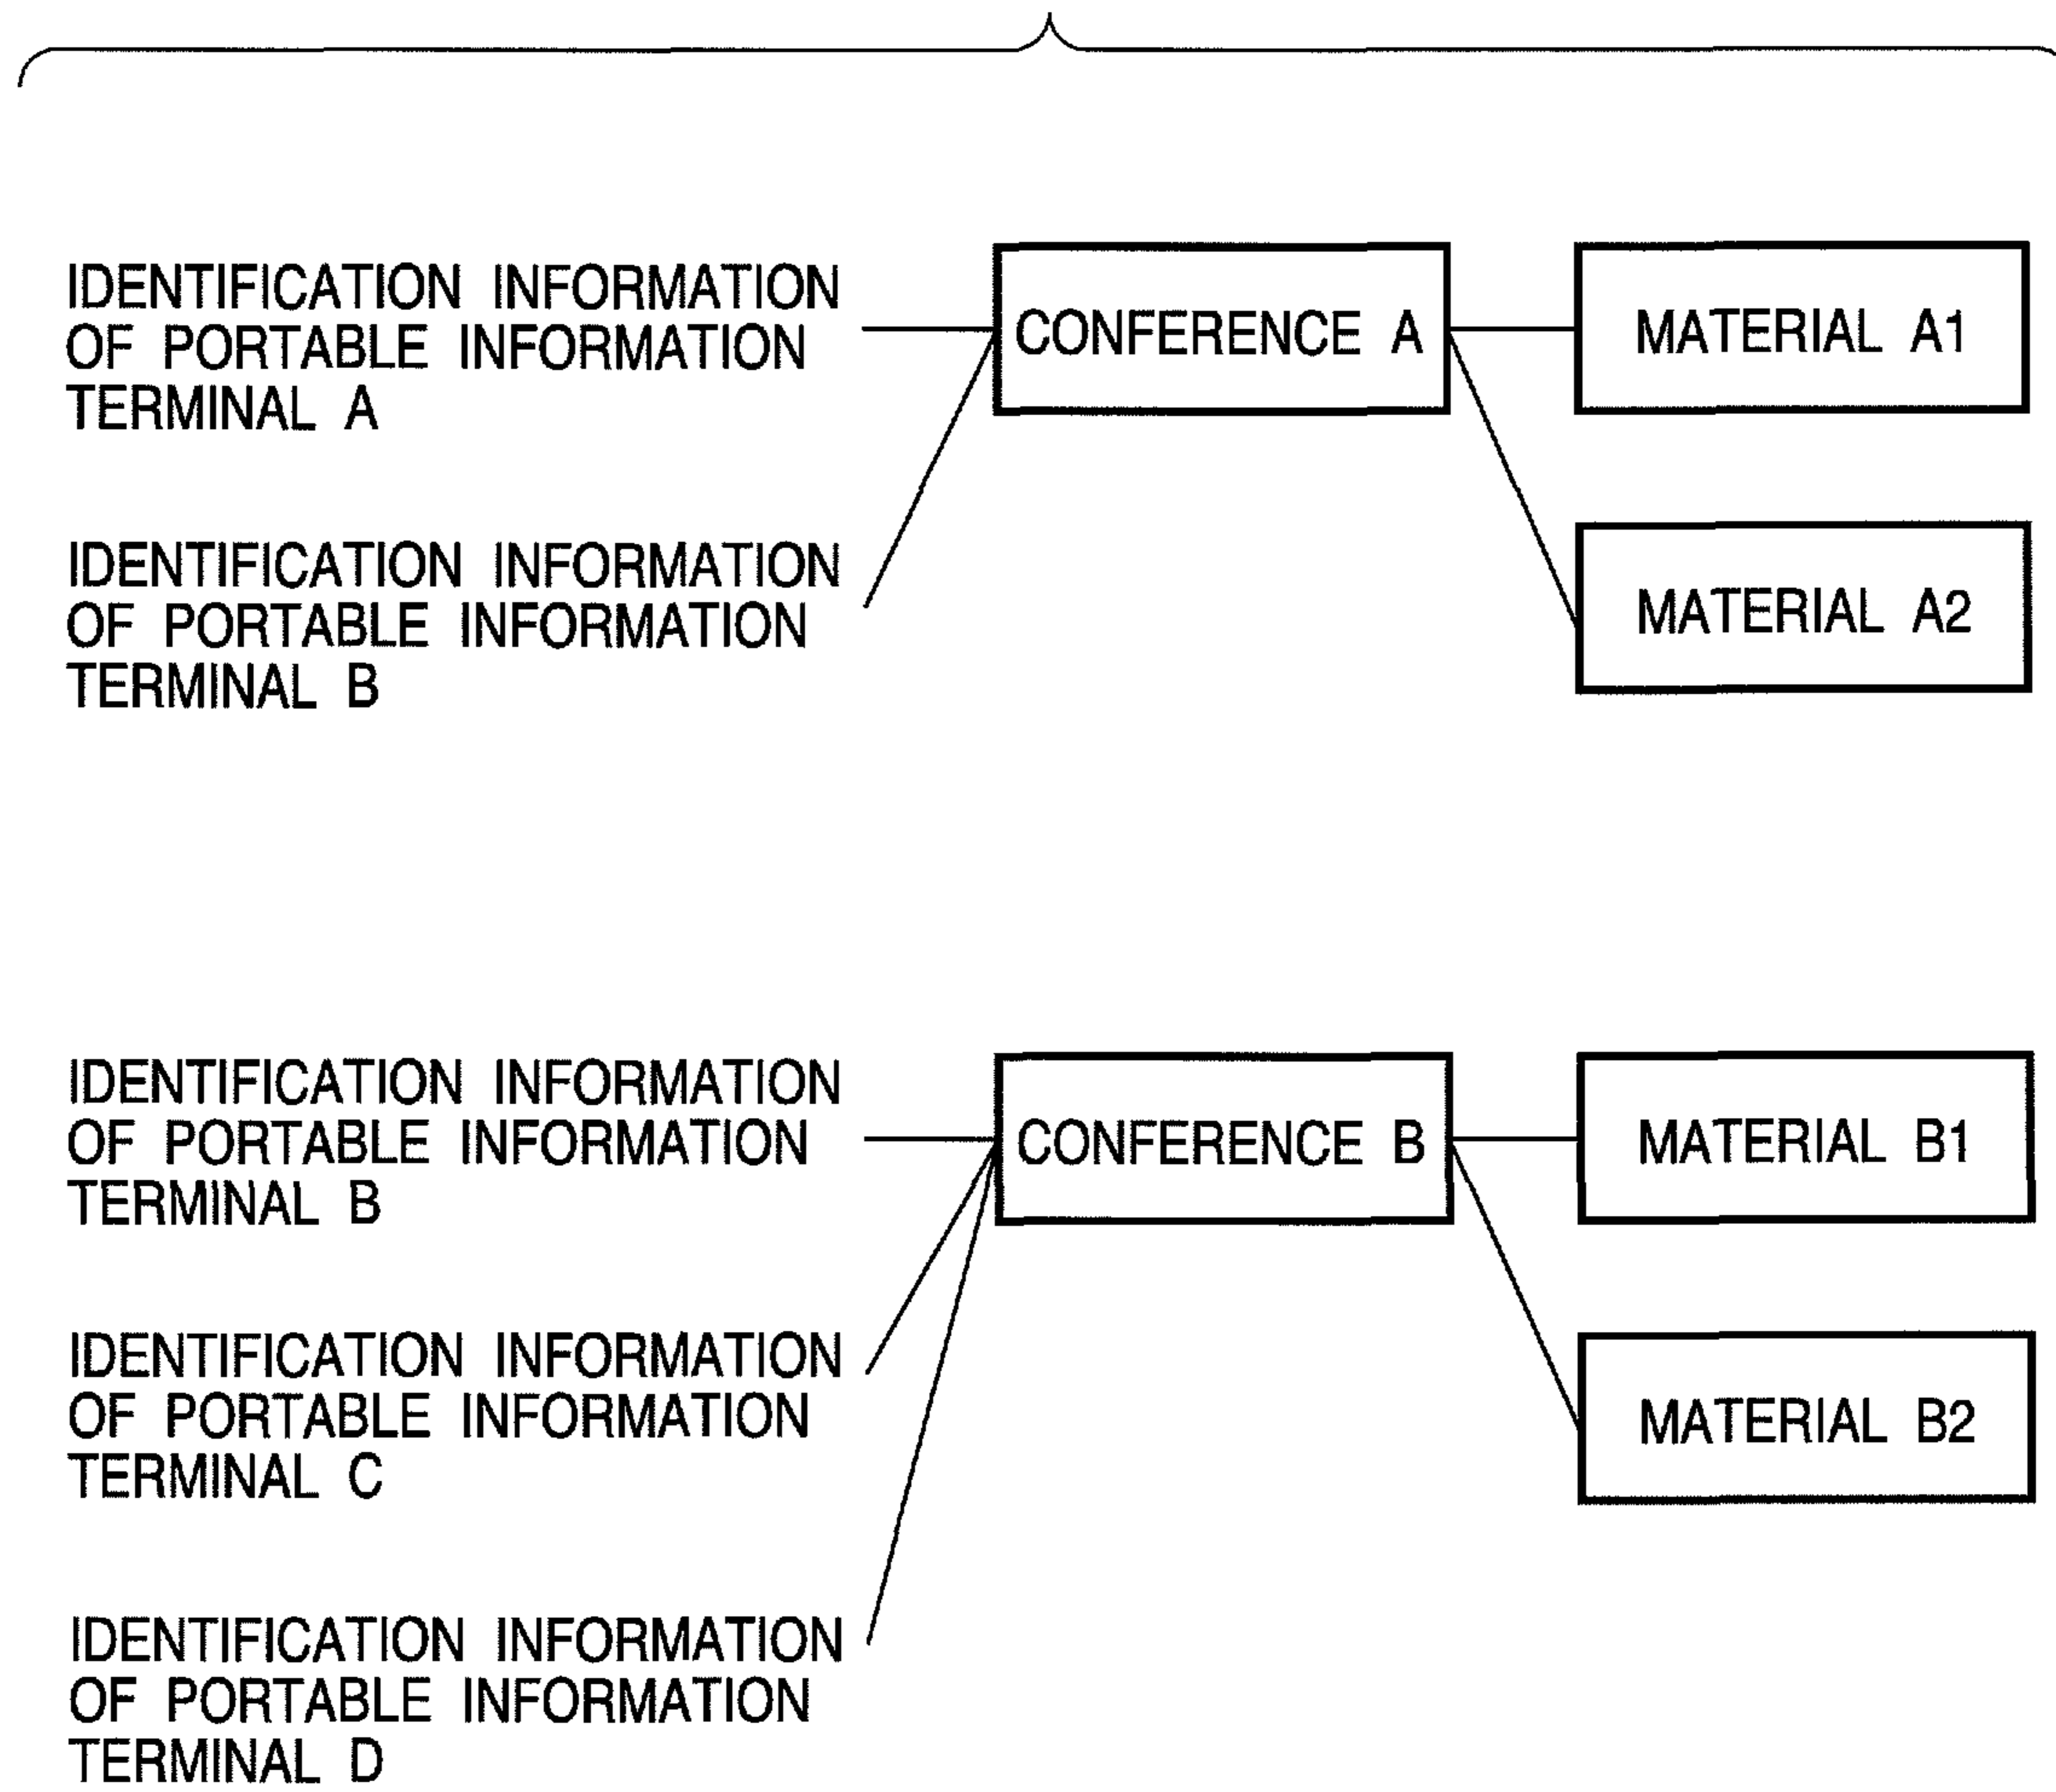 IDENTIFICATION INFORMATION
OF PORTABLE INFORMATION
TERMINAL A
CONFERENCE A
MATERIAL A1
IDENTIFICATION INFORMATION
OF PORTABLE INFORMATION
TERMINAL B
MATERIAL A2
IDENTIFICATION INFORMATION
OF PORTABLE INFORMATION
TERMINAL B
CONFERENCE B
MATERIAL B1
IDENTIFICATION INFORMATION
OF PORTABLE INFORMATION
TERMINAL C
MATERIAL B2
IDENTIFICATION INFORMATION
OF PORTABLE INFORMATION
TERMINAL D